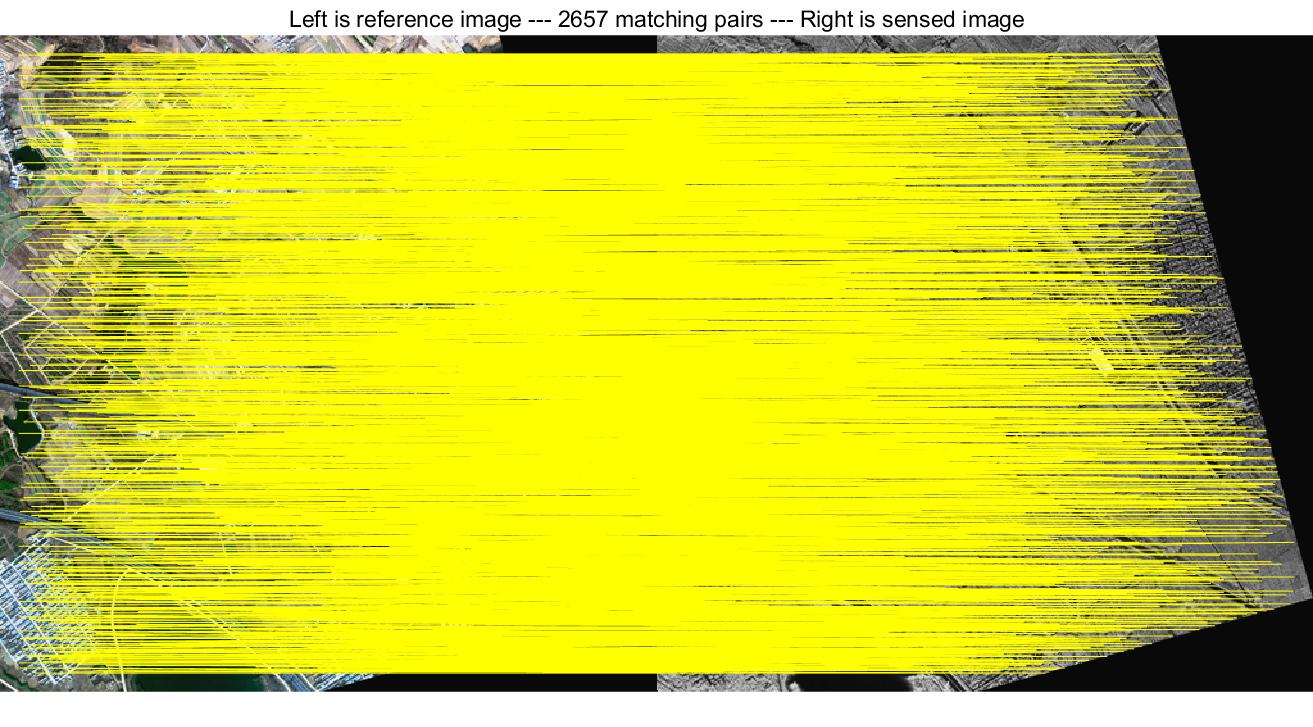 Left is reference image --- 2657 matching pairs --- Right is sensed image